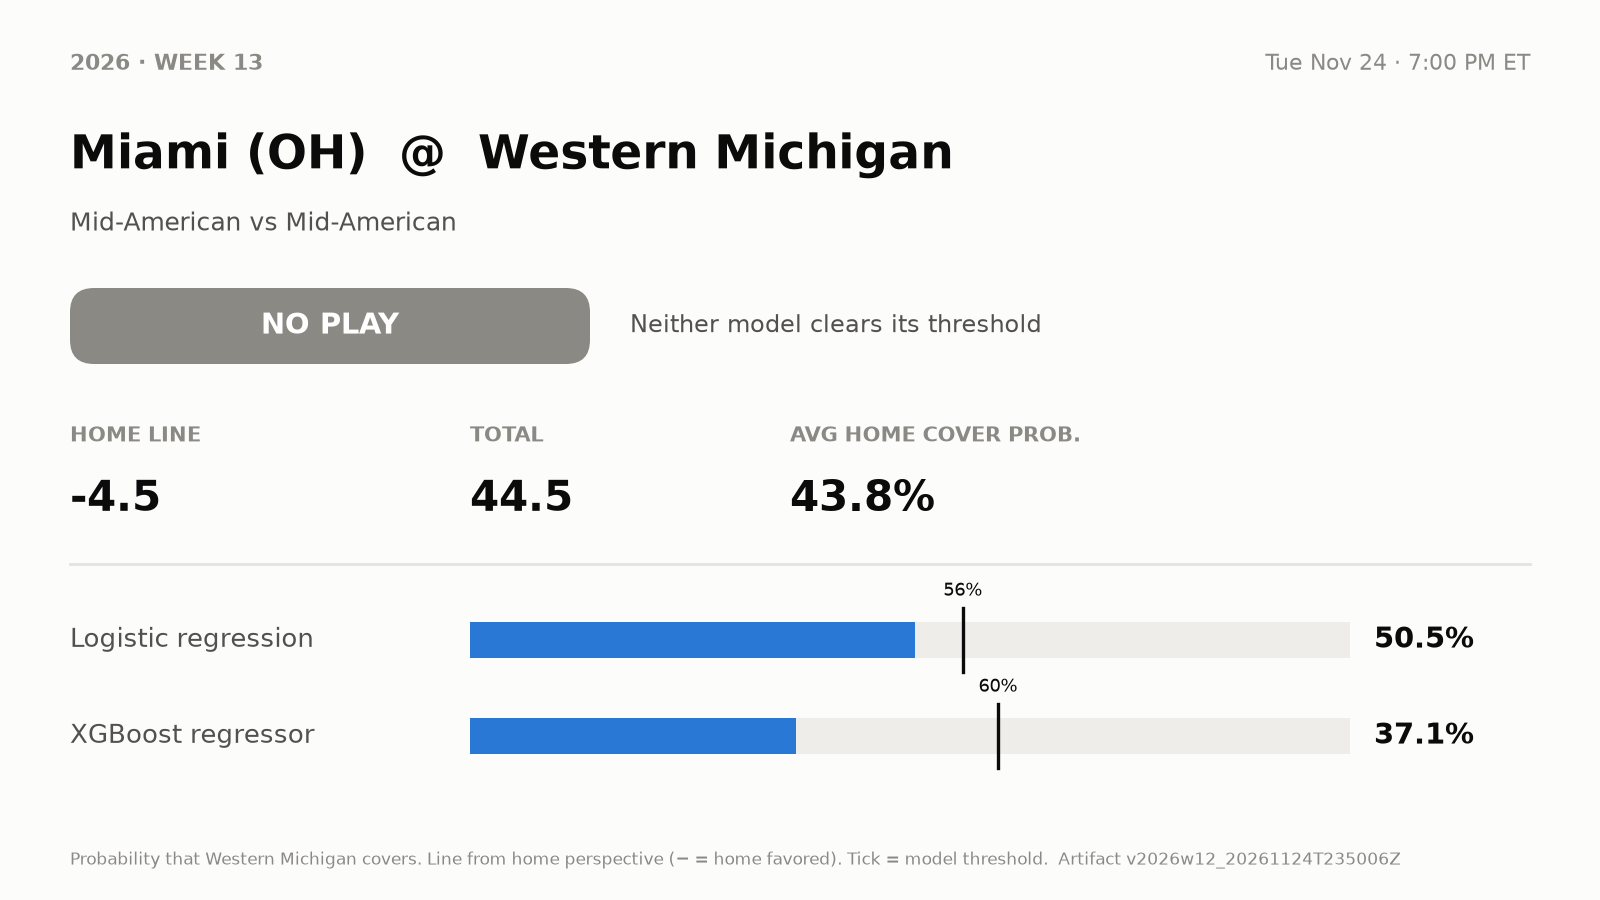 2026 · WEEK 13
Tue Nov 24 · 7:00 PM ET
Miami (OH) @ Western Michigan
Mid-American vs Mid-American
NO PLAY
Neither model clears its threshold
HOME LINE
TOTAL
AVG HOME COVER PROB.
-4.5
44.5
43.8%
56%
Logistic regression
50.5%
60%
XGBoost regressor
37.1%
Probability that Western Michigan covers. Line from home perspective (− = home favored). Tick = model threshold. Artifact v2026w12_20261124T235006Z